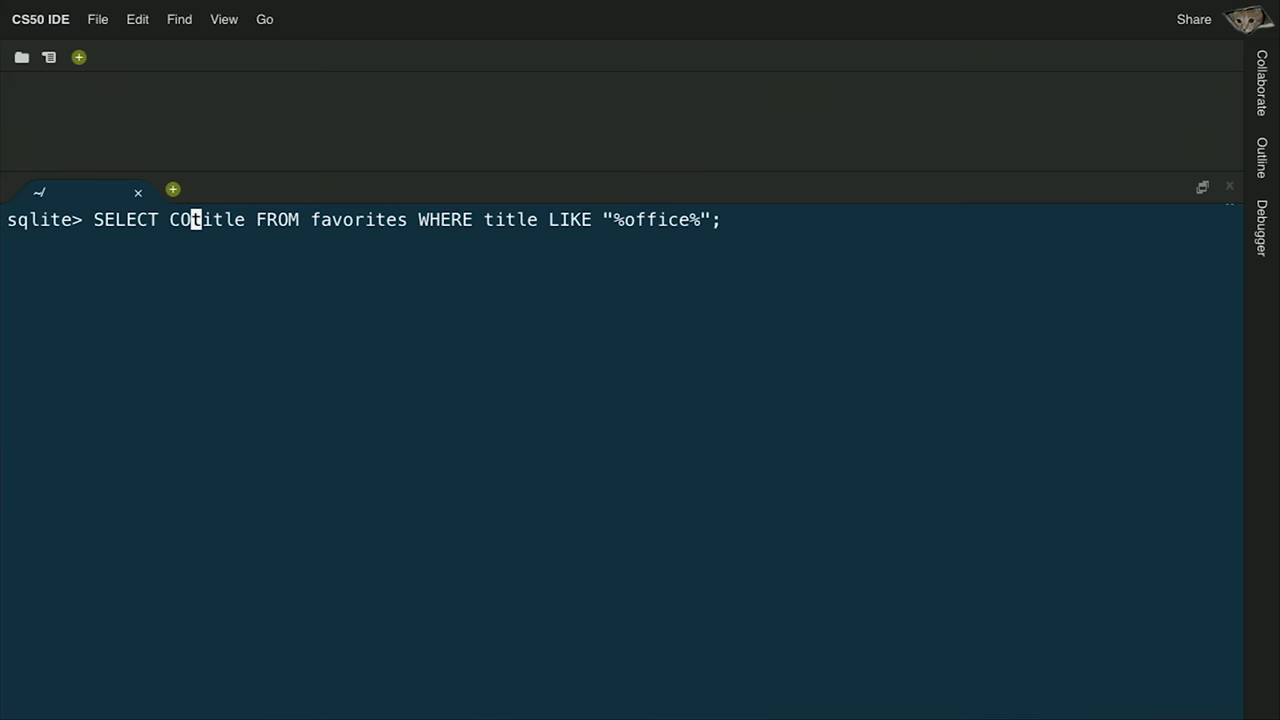 CS50 IDE File Edit Find View Go Share
Collaborate
Outline
Debugger
~/
sqlite> SELECT COtitle FROM favorites WHERE title LIKE "%office%";